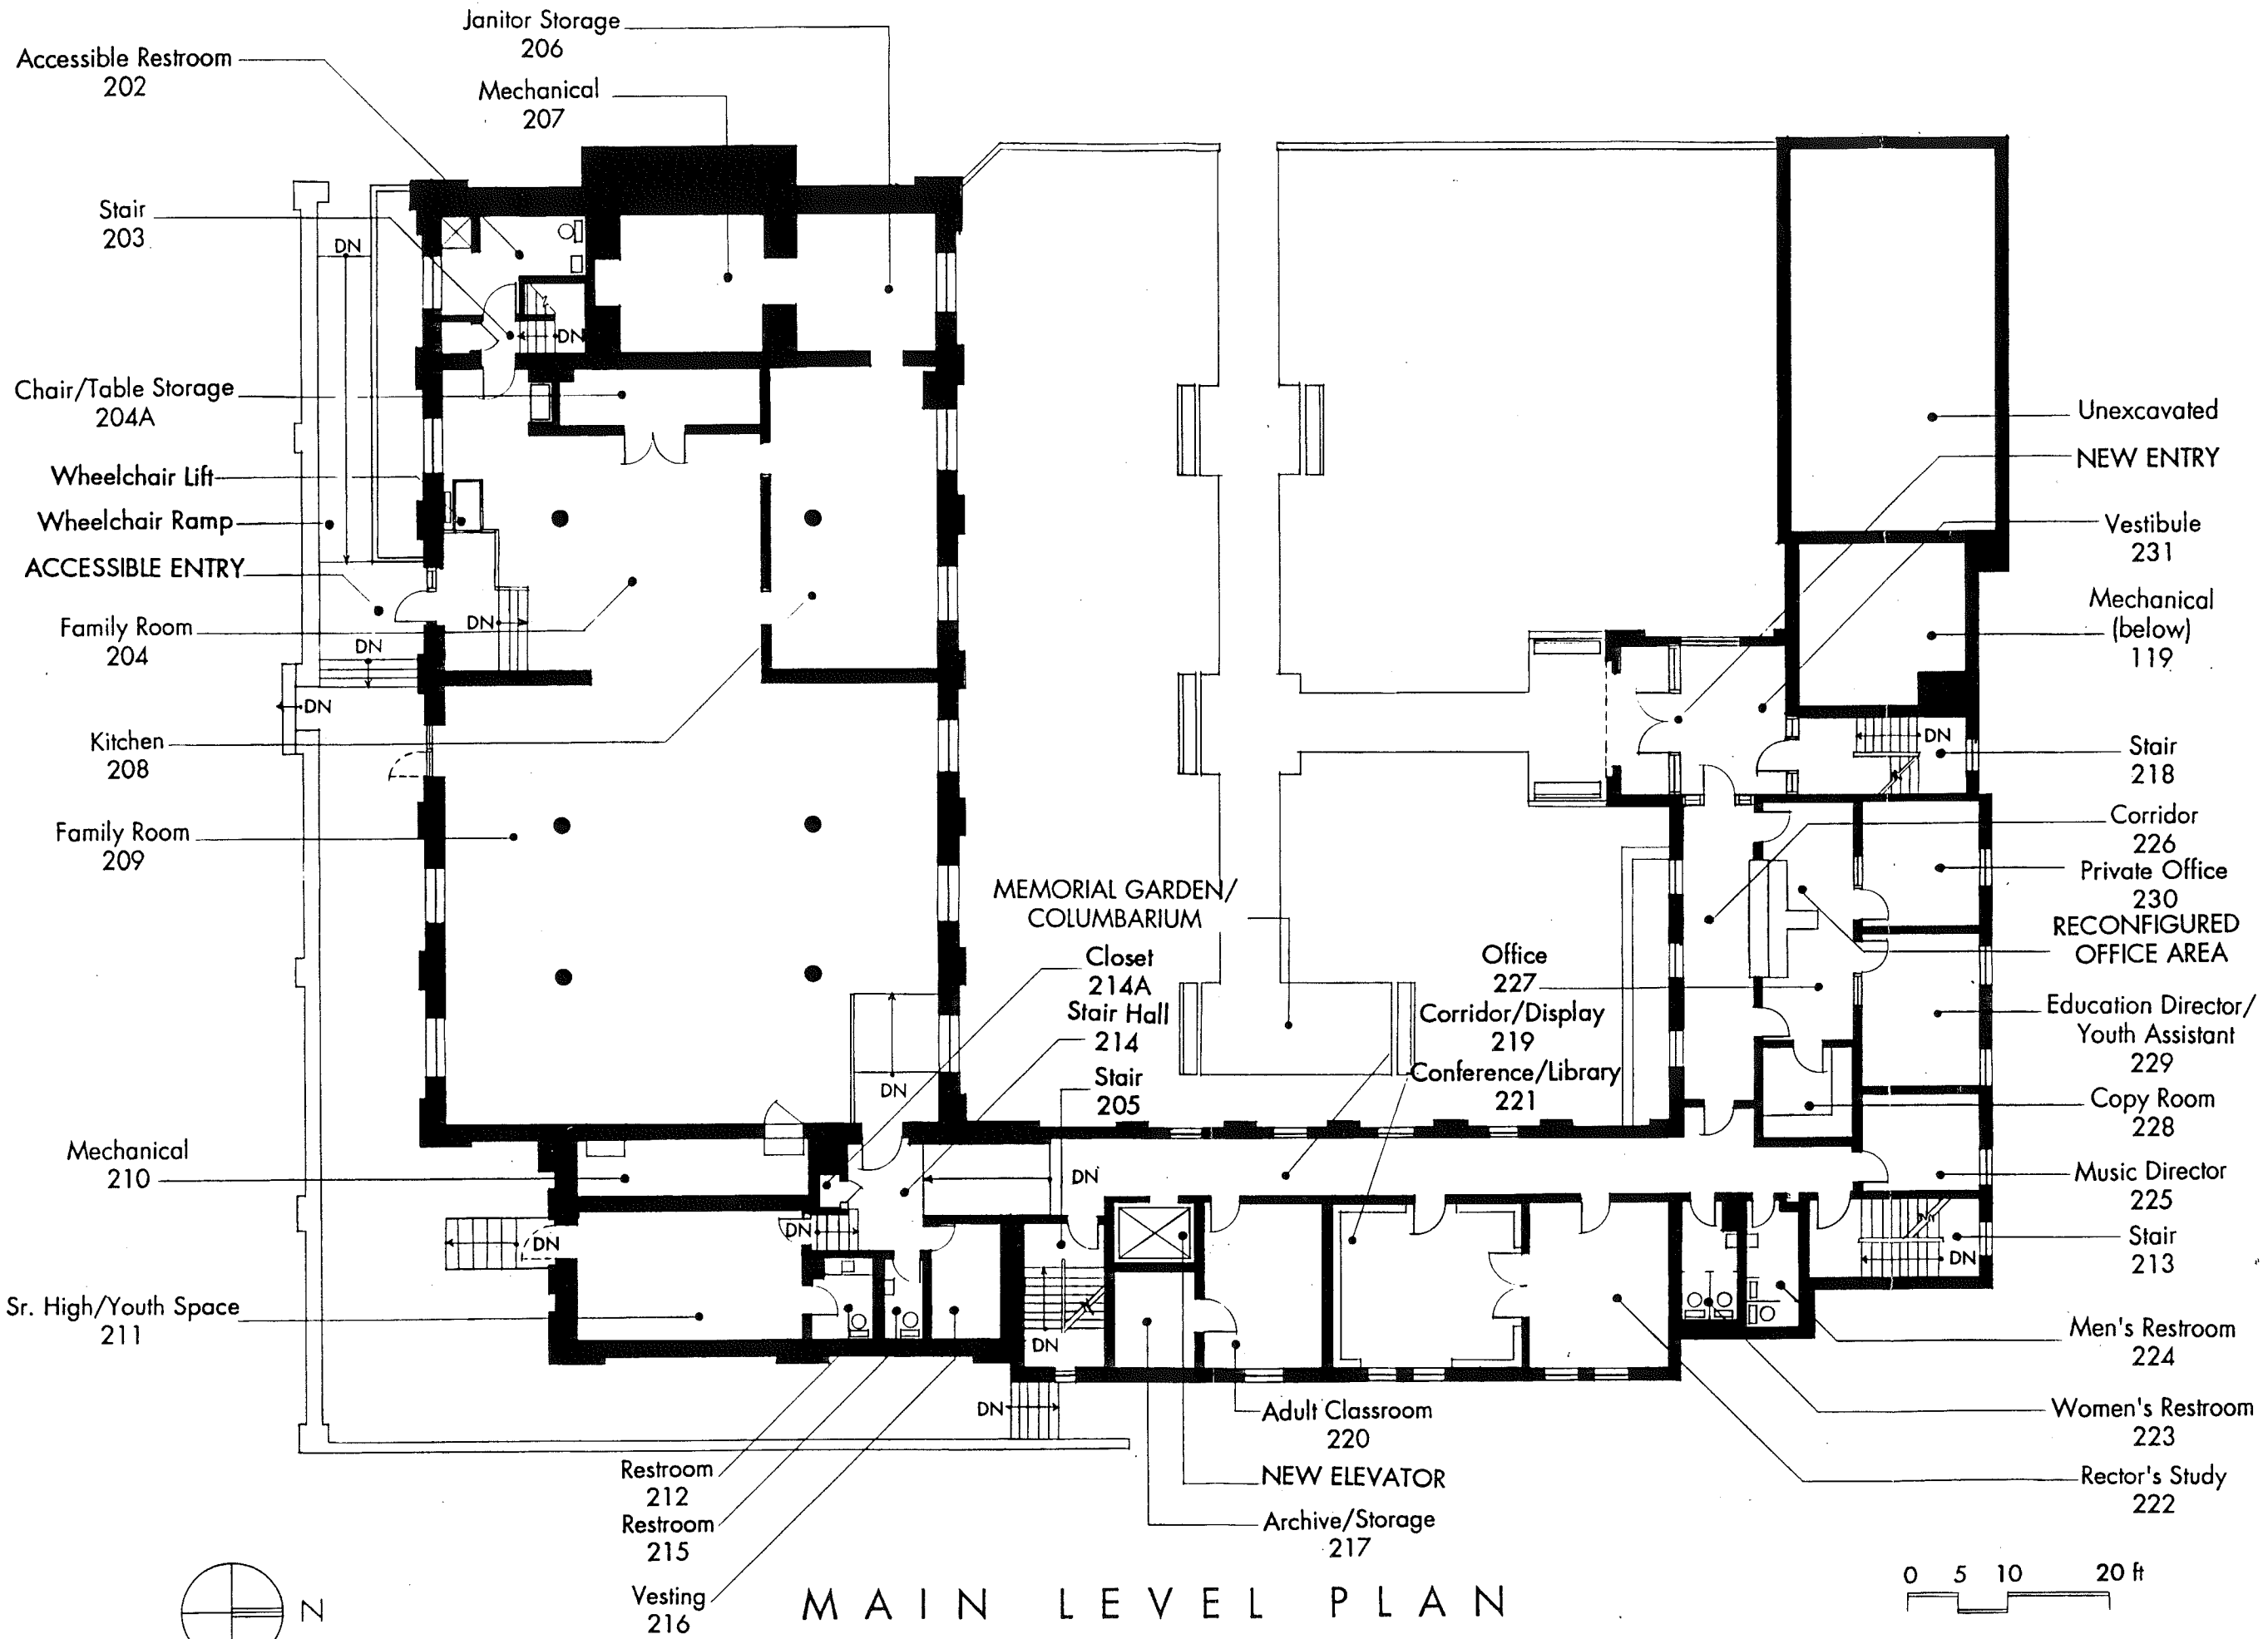 Janitor Storage
206
Accessible Restroom
202
Mechanical
207
Stair
203
DN
DN
Chair/Table Storage
204A
Wheelchair Lift
Wheelchair Ramp
ACCESSIBLE ENTRY
Family Room
204
DN
DN
DN
Kitchen
208
Family Room
209
Unexcavated
NEW ENTRY
Vestibule
231
Mechanical
(below)
119
DN
Stair
218
Corridor
226
Private Office
230
RECONFIGURED
OFFICE AREA
MEMORIAL GARDEN/
COLUMBARIUM
Closet
214A
Stair Hall
214
Stair
205
Office
227
Corridor/Display
219
Conference/Library
221
Education Director/
Youth Assistant
229
Copy Room
228
DN
DN
Mechanical
210
Music Director
225
DN
DN
Stair
213
DN
Sr. High/Youth Space
211
DN
Men's Restroom
224
DN
Women's Restroom
223
Adult Classroom
220
Rector's Study
222
NEW ELEVATOR
Archive/Storage
217
Restroom
212
Restroom
215
Vesting
216
N
MAIN LEVEL PLAN
0 5 10 20 ft